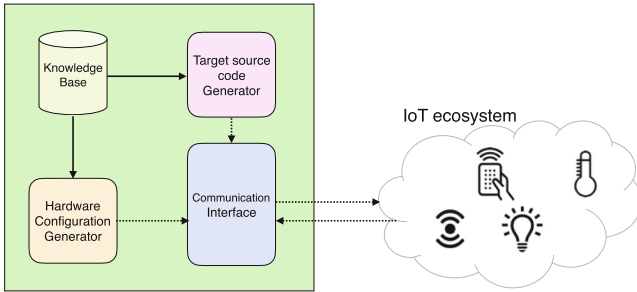 Knowledge
Base
Target source
code
Generator
IoT ecosystem
Hardware
Configuration
Generator
Communication
Interface